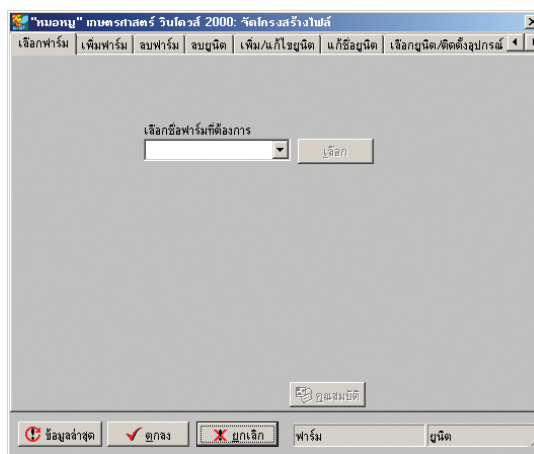 "หมอหมู" เกษตรศาสตร์ วินโดวส์ 2000: จัดโครงสร้างไฟล์
เลือกฟาร์ม เพิ่มฟาร์ม ลบฟาร์ม ลบยูนิต เพิ่ม/แก้ไขยูนิต แก้ชื่อยูนิต เลือกยูนิต/ติดตั้งอุปกรณ์
เลือกชื่อฟาร์มที่ต้องการ
เลือก
คุณสมบัติ
ข้อมูลล่าสุด ตกลง ยกเลิก ฟาร์ม ยูนิต